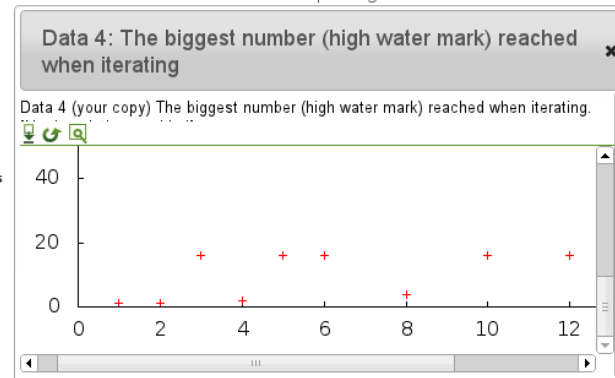 Data 4: The biggest number (high water mark) reached
when iterating
Data 4 (your copy) The biggest number (high water mark) reached when iterating.
40
20
0
0 2 4 6 8 10 12